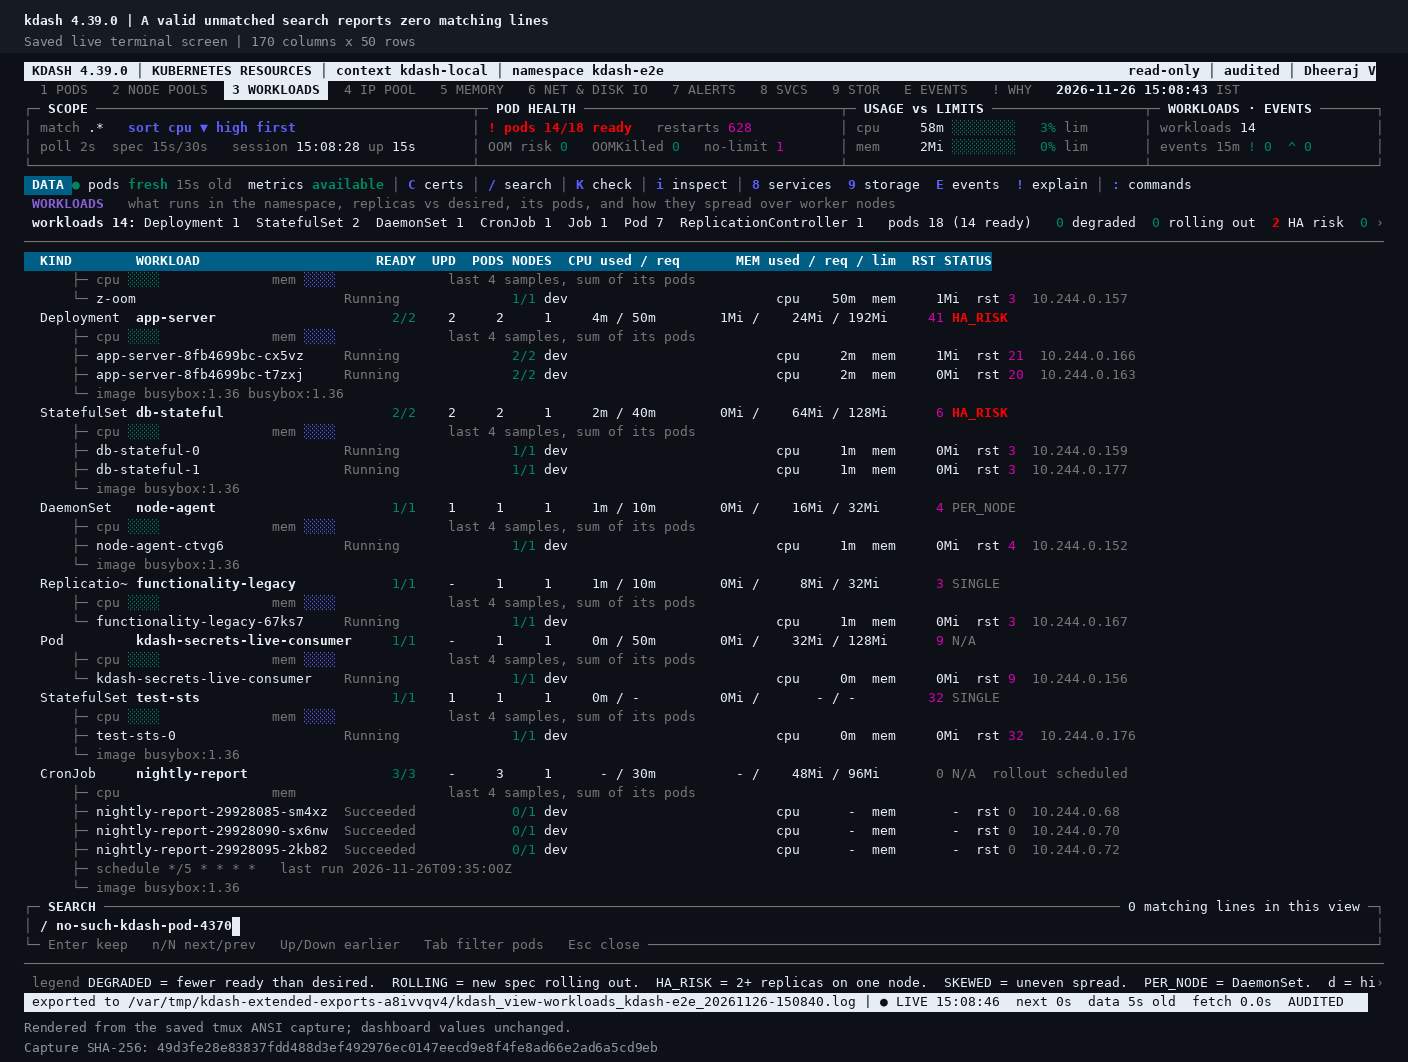 kdash 4.39.0 | A valid unmatched search reports zero matching lines
Saved live terminal screen | 170 columns x 50 rows
KDASH 4.39.0 │ KUBERNETES RESOURCES │ context kdash-local │ namespace kdash-e2e read-only │ audited │ Dheeraj V
1 PODS 2 NODE POOLS 3 WORKLOADS 4 IP POOL 5 MEMORY 6 NET & DISK IO 7 ALERTS 8 SVCS 9 STOR E EVENTS ! WHY 2026-11-26 15:08:43 IST
SCOPE POD HEALTH USAGE vs LIMITS WORKLOADS · EVENTS
match .* sort cpu ▼ high first │ ! pods 14/18 ready restarts 628 │ cpu 58m ░░░░░░░░ 3% lim │ workloads 14
poll 2s spec 15s/30s session 15:08:28 up 15s │ OOM risk 0 OOMKilled 0 no-limit 1 │ mem 2Mi ░░░░░░░░ 0% lim │ events 15m ! 0 ^ 0
DATA ● pods fresh 15s old metrics available │ C certs │ / search │ K check │ i inspect │ 8 services 9 storage E events ! explain │ : commands
WORKLOADS what runs in the namespace, replicas vs desired, its pods, and how they spread over worker nodes
workloads 14: Deployment 1 StatefulSet 2 DaemonSet 1 CronJob 1 Job 1 Pod 7 ReplicationController 1 pods 18 (14 ready) 0 degraded 0 rolling out 2 HA risk 0 ›
KIND WORKLOAD READY UPD PODS NODES CPU used / req MEM used / req / lim RST STATUS
├─ cpu ░░░░ mem ░░░░ last 4 samples, sum of its pods
└─ z-oom Running 1/1 dev cpu 50m mem 1Mi rst 3 10.244.0.157
Deployment app-server 2/2 2 2 1 4m / 50m 1Mi / 24Mi / 192Mi 41 HA_RISK
├─ cpu ░░░░ mem ░░░░ last 4 samples, sum of its pods
├─ app-server-8fb4699bc-cx5vz Running 2/2 dev cpu 2m mem 1Mi rst 21 10.244.0.166
├─ app-server-8fb4699bc-t7zxj Running 2/2 dev cpu 2m mem 0Mi rst 20 10.244.0.163
└─ image busybox:1.36 busybox:1.36
StatefulSet db-stateful 2/2 2 2 1 2m / 40m 0Mi / 64Mi / 128Mi 6 HA_RISK
├─ cpu ░░░░ mem ░░░░ last 4 samples, sum of its pods
├─ db-stateful-0 Running 1/1 dev cpu 1m mem 0Mi rst 3 10.244.0.159
├─ db-stateful-1 Running 1/1 dev cpu 1m mem 0Mi rst 3 10.244.0.177
└─ image busybox:1.36
DaemonSet node-agent 1/1 1 1 1 1m / 10m 0Mi / 16Mi / 32Mi 4 PER_NODE
├─ cpu ░░░░ mem ░░░░ last 4 samples, sum of its pods
├─ node-agent-ctvg6 Running 1/1 dev cpu 1m mem 0Mi rst 4 10.244.0.152
└─ image busybox:1.36
Replicatio~ functionality-legacy 1/1 - 1 1 1m / 10m 0Mi / 8Mi / 32Mi 3 SINGLE
├─ cpu ░░░░ mem ░░░░ last 4 samples, sum of its pods
└─ functionality-legacy-67ks7 Running 1/1 dev cpu 1m mem 0Mi rst 3 10.244.0.167
Pod kdash-secrets-live-consumer 1/1 - 1 1 0m / 50m 0Mi / 32Mi / 128Mi 9 N/A
├─ cpu ░░░░ mem ░░░░ last 4 samples, sum of its pods
└─ kdash-secrets-live-consumer Running 1/1 dev cpu 0m mem 0Mi rst 9 10.244.0.156
StatefulSet test-sts 1/1 1 1 1 0m / - 0Mi / - / - 32 SINGLE
├─ cpu ░░░░ mem ░░░░ last 4 samples, sum of its pods
├─ test-sts-0 Running 1/1 dev cpu 0m mem 0Mi rst 32 10.244.0.176
└─ image busybox:1.36
CronJob nightly-report 3/3 - 3 1 - / 30m - / 48Mi / 96Mi 0 N/A rollout scheduled
├─ cpu mem last 4 samples, sum of its pods
├─ nightly-report-29928085-sm4xz Succeeded 0/1 dev cpu - mem - rst 0 10.244.0.68
├─ nightly-report-29928090-sx6nw Succeeded 0/1 dev cpu - mem - rst 0 10.244.0.70
├─ nightly-report-29928095-2kb82 Succeeded 0/1 dev cpu - mem - rst 0 10.244.0.72
├─ schedule */5 * * * * last run 2026-11-26T09:35:00Z
└─ image busybox:1.36
SEARCH 0 matching lines in this view
/ no-such-kdash-pod-4370
Enter keep n/N next/prev Up/Down earlier Tab filter pods Esc close
legend DEGRADED = fewer ready than desired. ROLLING = new spec rolling out. HA_RISK = 2+ replicas on one node. SKEWED = uneven spread. PER_NODE = DaemonSet. d = hi›
exported to /var/tmp/kdash-extended-exports-a8ivvqv4/kdash_view-workloads_kdash-e2e_20261126-150840.log | ● LIVE 15:08:46 next 0s data 5s old fetch 0.0s AUDITED
Rendered from the saved tmux ANSI capture; dashboard values unchanged.
Capture SHA-256: 49d3fe28e83837fdd488d3ef492976ec0147eecd9e8f4fe8ad66e2ad6a5cd9eb